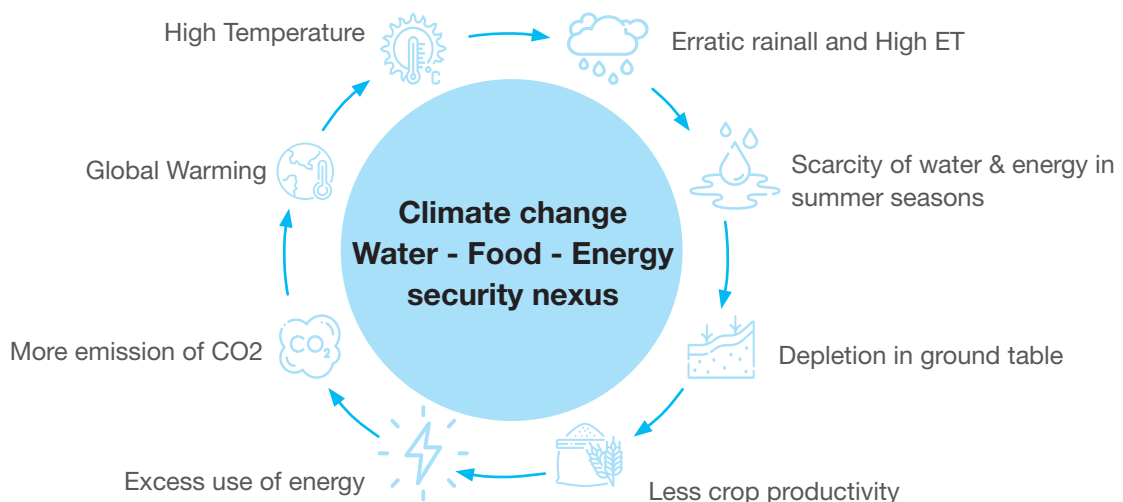 High Temperature
°C
Erratic rainall and High ET
Global Warming
Scarcity of water & energy in
summer seasons
Climate change
Water - Food - Energy
security nexus
More emission of CO2
CO2
Depletion in ground table
Excess use of energy
Less crop productivity